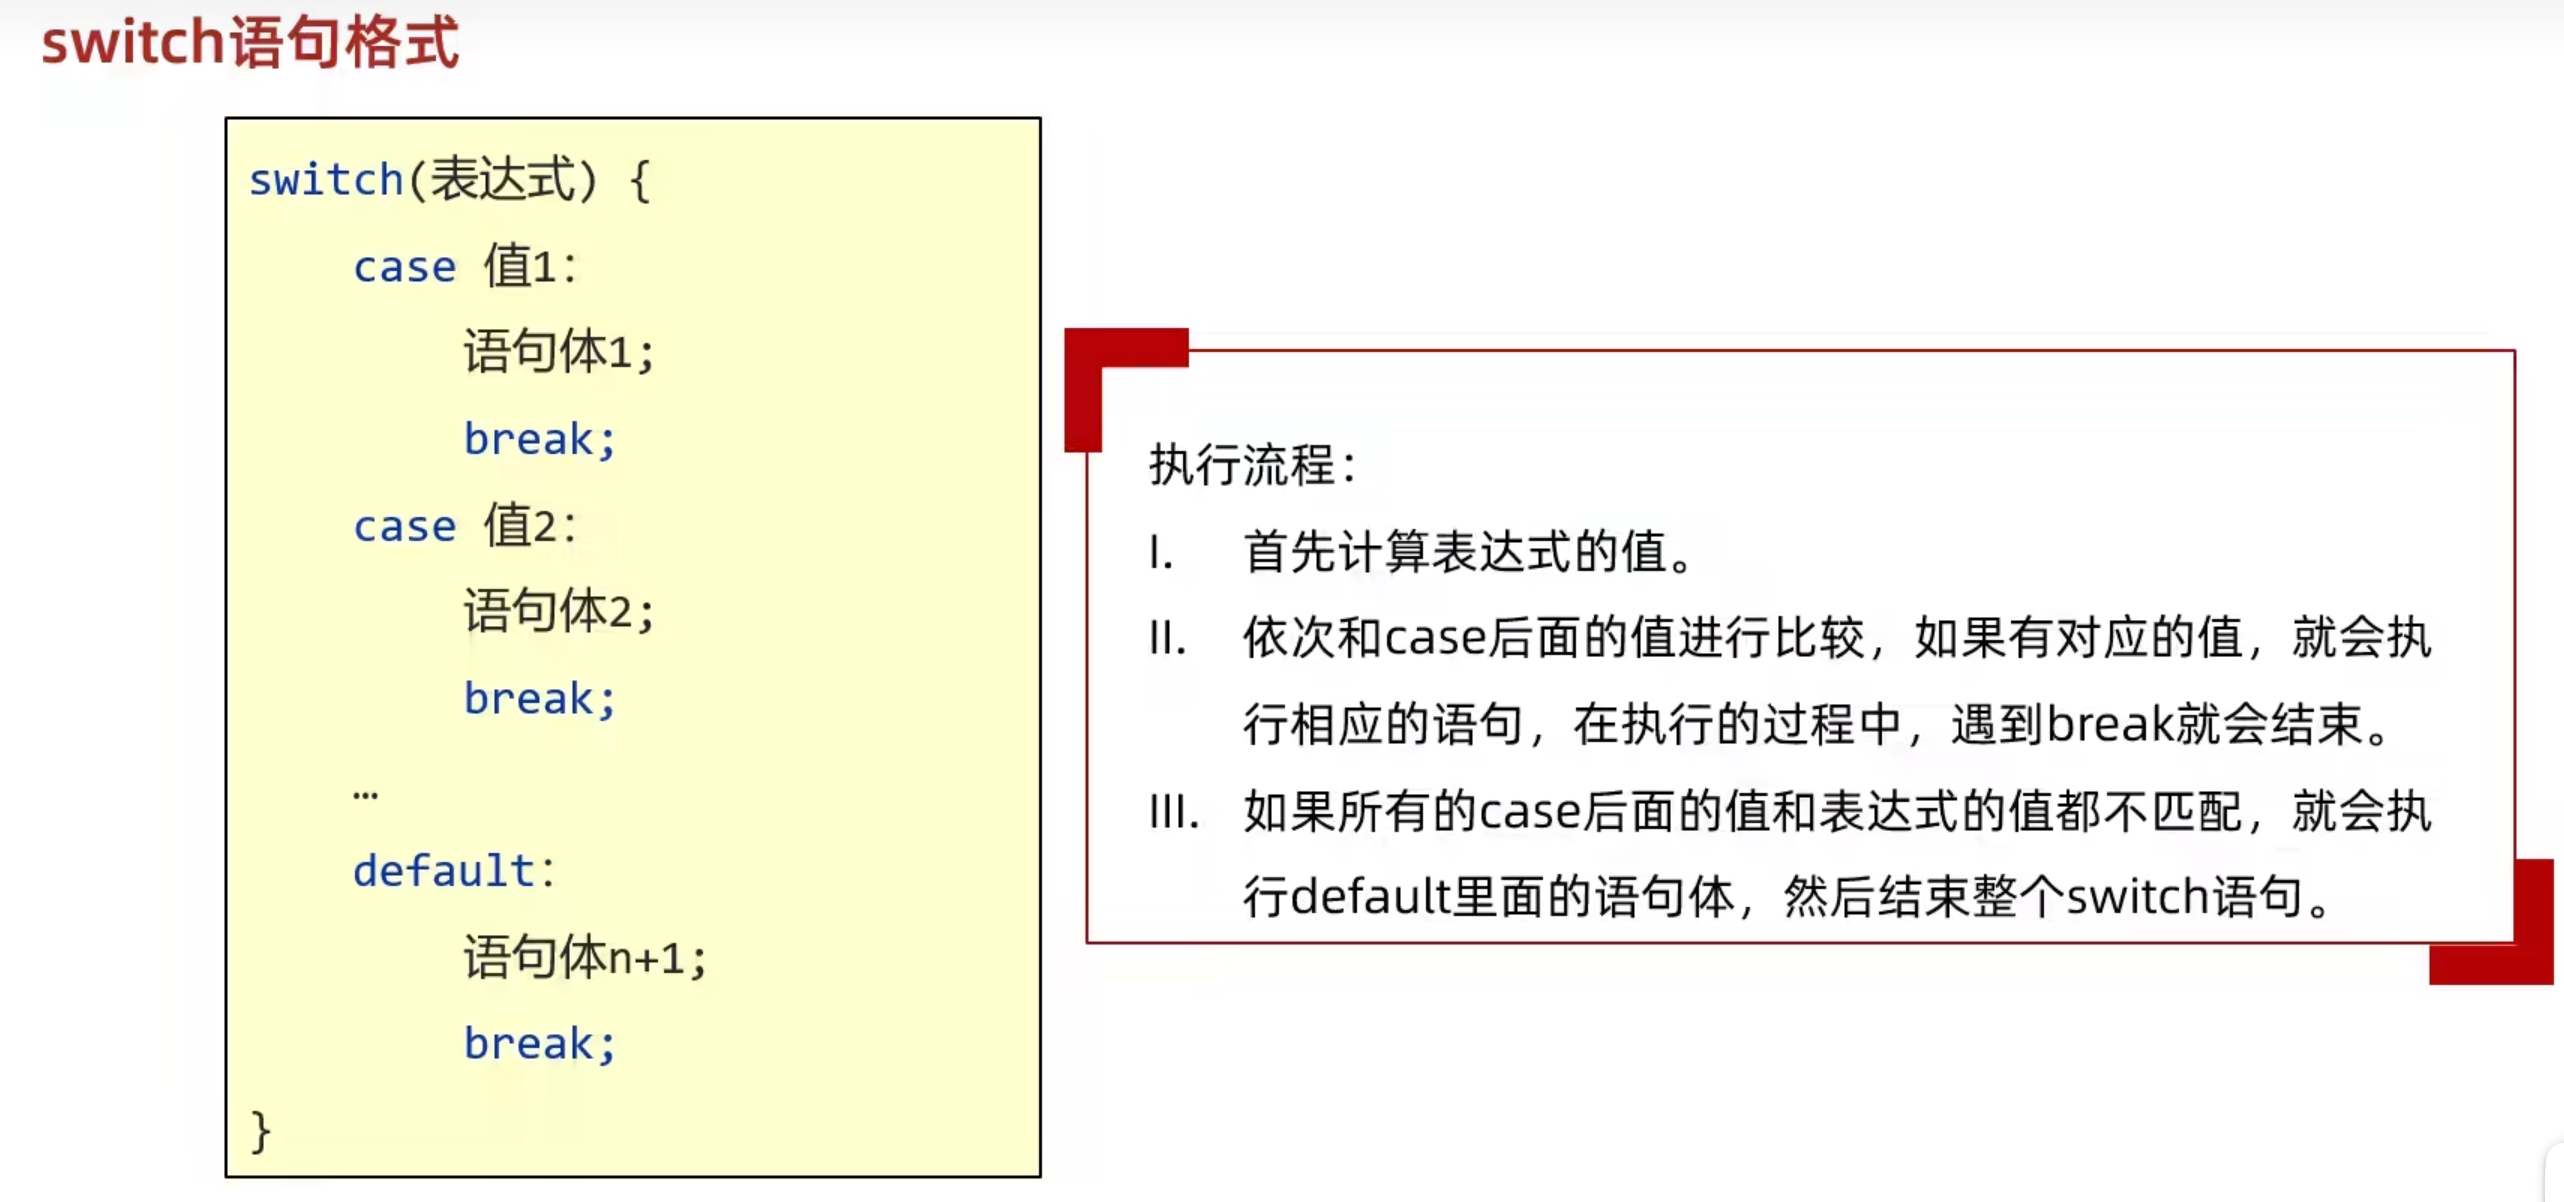 switch语句格式
switch(表达式) {
case 值1:
语句体1;
break;
case 值2:
语句体2;
break;
…
default:
语句体n+1;
break;
}
执行流程：
I. 首先计算表达式的值。
II. 依次和case后面的值进行比较，如果有对应的值，就会执
行相应的语句，在执行的过程中，遇到break就会结束。
III. 如果所有的case后面的值和表达式的值都不匹配，就会执
行default里面的语句体，然后结束整个switch语句。